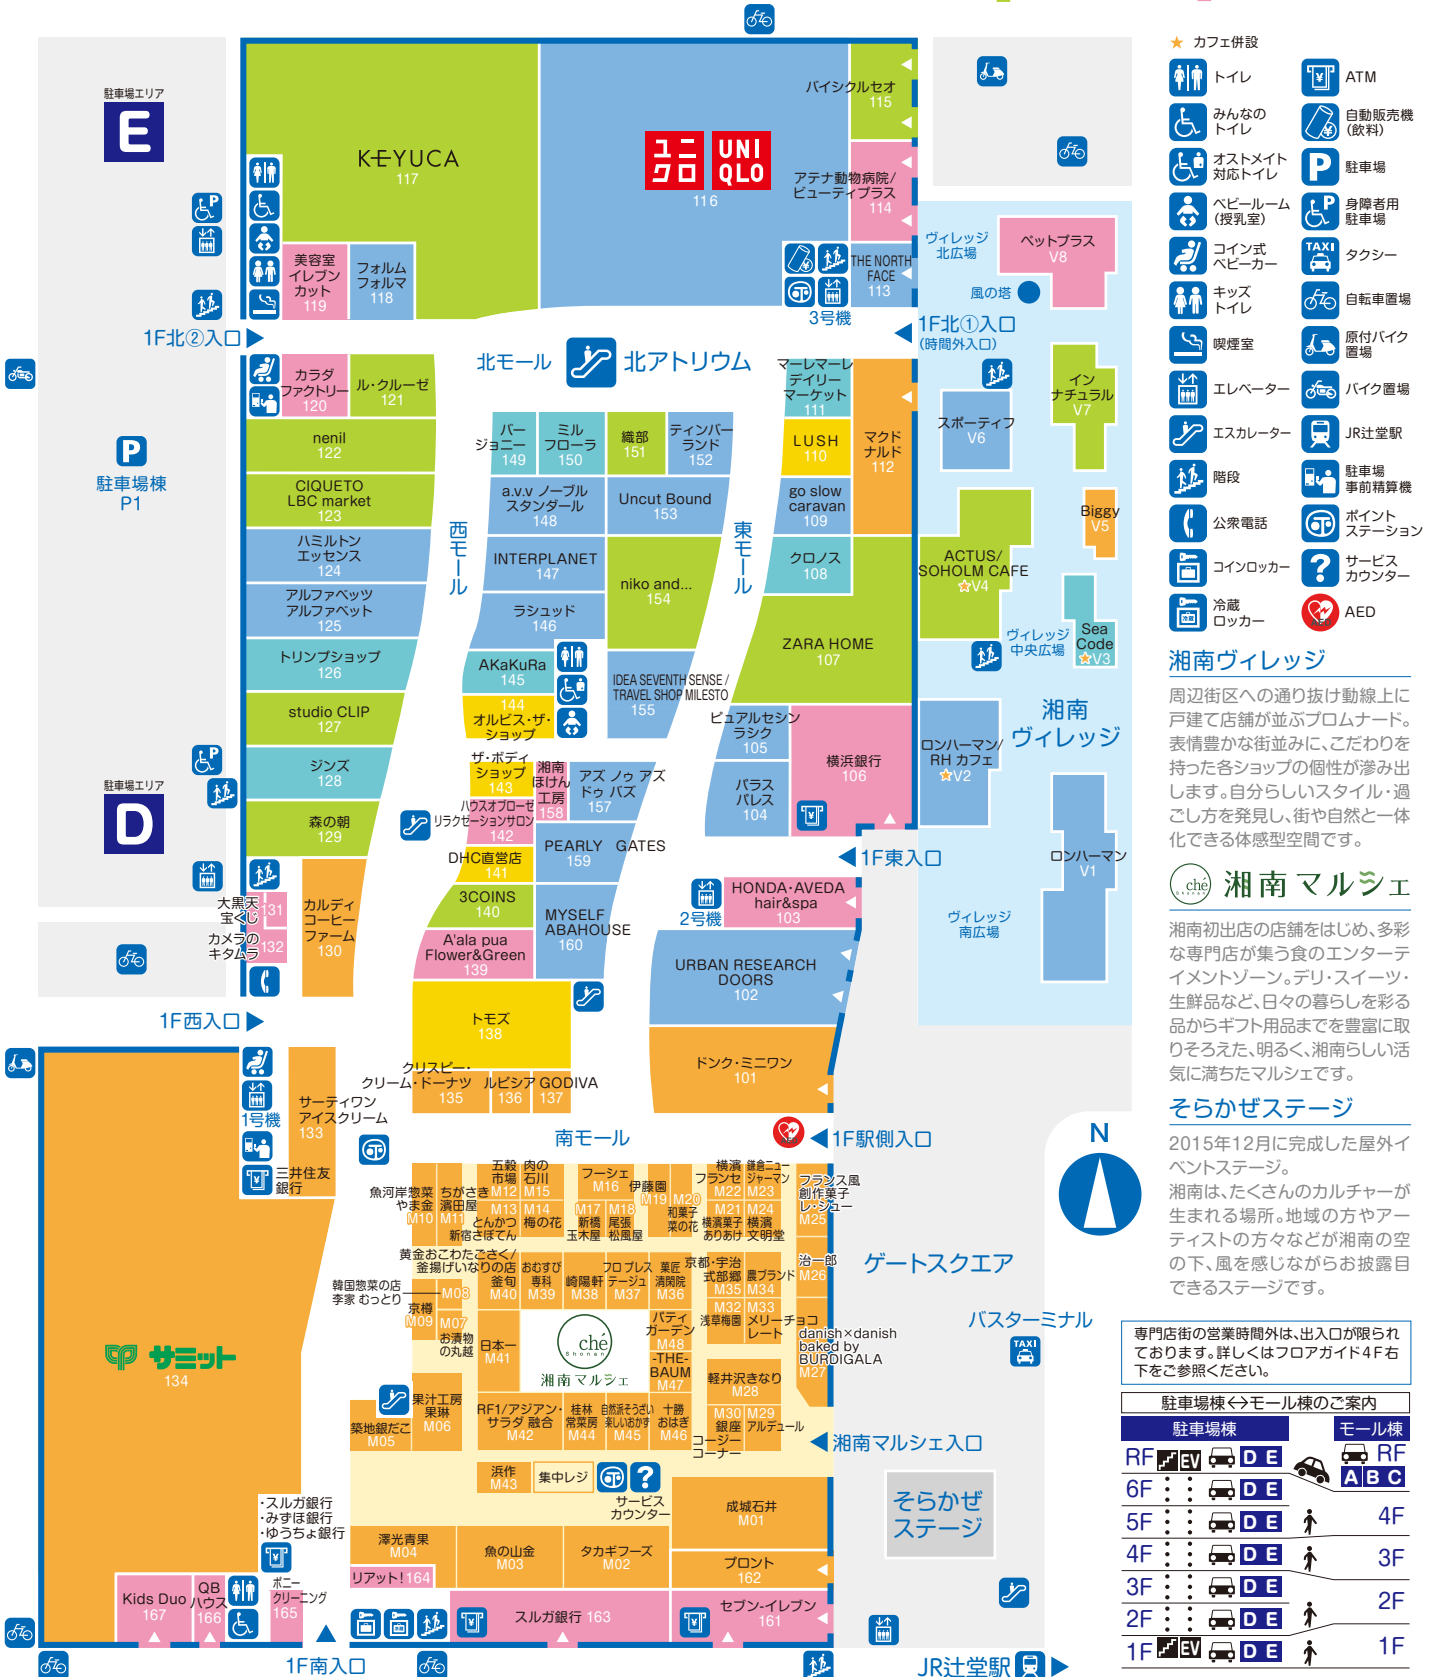 駐車場エリア
E
KEYUCA
117
ユニ
クロ
UNI
QLO
116
バイシクルセオ
115
アテナ動物病院/
ビューティプラス
114
THE NORTH
FACE
113
3号機
美容室
イレブン
カット
119
フォルム
フォルマ
118
1F北②入口
北モール
北アトリウム
1F北①入口
(時間外入口)
カラダ
ファクトリー
120
ル・クルーゼ
121
nenil
122
CIQUETO
LBC market
123
ハミルトン
エッセンス
124
アルファベッツ
アルファベット
125
トリンプショップ
126
studio CLIP
127
ジンズ
128
森の朝
129
P
駐車場棟
P1
駐車場エリア
D
大黒天
宝くじ
131
カメラの
キタムラ
132
カルディ
コーヒー
ファーム
130
1F西入口
西モール
バー
ジョニー
149
ミル
フローラ
150
織部
151
ティンバー
ランド
152
a.v.v ノーブル
スタンダール
148
Uncut Bound
153
INTERPLANET
147
niko and...
154
ラシュッド
146
AKaKuRa
145
144
オルビス・ザ・
ショップ
IDEA SEVENTH SENSE /
TRAVEL SHOP MILESTO
155
ザ・ボディ
ショップ
143
湘南
ほけん
工房
158
アズ ノゥ アズ
ドゥ バズ
157
ハウスオブローゼ
リラクゼーションサロン
142
PEARLY GATES
159
DHC直営店
141
3COINS
140
MYSELF
ABAHOUSE
160
A'ala pua
Flower&Green
139
トモズ
138
クリスピー・
クリーム・ドーナツ
135
ルピシア
136
GODIVA
137
東モール
マーレマーレ
デイリー
マーケット
111
LUSH
110
マクド
ナルド
112
go slow
caravan
109
クロノス
108
ZARA HOME
107
ピュアルセシン
ラシク
105
横浜銀行
106
バラス
パレス
104
1F東入口
2号機
HONDA・AVEDA
hair&spa
103
URBAN RESEARCH
DOORS
102
ドンク・ミニワン
101
南モール
1F駅側入口
ヴィレッジ
北広場
ペットプラス
V8
風の塔
スポーティフ
V6
イン
ナチュラル
V7
Biggy
V5
ACTUS/
SOHOLM CAFE
★V4
ヴィレッジ
中央広場
Sea
Code
★V3
湘南
ヴィレッジ
ロンハーマン/
RH カフェ
★V2
ロンハーマン
V1
ヴィレッジ
南広場
N
1号機
サーティワン
アイスクリーム
133
三井住友
銀行
サミット
134
魚河岸惣菜
やま金
M10
ちがさき
濱田屋
M11
五穀
市場
M12
肉の
石川
M15
M13
とんかつ
新宿さぼてん
M14
梅の花
フーシェ
M16
M17
新橋
玉木屋
M18
尾張
松風屋
伊藤園
M19
M20
和菓子
菜の花
横濱
フランセ
M22
鎌倉ニュー
ジャーマン
M23
M21
横濱菓子
ありあけ
M24
横濱
文明堂
フランス風
創作菓子
レ・シュー
M25
黄金おこわたごさく/
釜揚げいなりの店
釜旬
M40
おむすび
専科
M39
崎陽軒
M38
フロ プレス
テージュ
M37
菓匠
清閑院
M36
京都・宇治
式部郷
M35
農ブランド
M34
治一郎
M26
韓国惣菜の店
李家 むっとり
M08
京樽
M09
M07
お漬物
の丸越
日本一
M41
ché
Shonan
湘南マルシェ
パティ
ガーデン
M48
-THE-
BAUM
M47
M32
浅草梅園
M33
メリーチョコ
レート
danish×danish
baked by
BURDIGALA
M27
軽井沢きなり
M28
M30
銀座
コージー
コーナー
M29
アルデュール
果汁工房
果琳
M06
築地銀だこ
M05
RF1/アジアン・
サラダ 融合
M42
桂林
常菜房
M44
自然派そうざい
楽しいおかず
M45
十勝
おはぎ
M46
湘南マルシェ入口
浜作
M43
集中レジ
サービス
カウンター
成城石井
M01
澤光青果
M04
魚の山金
M03
タカギフーズ
M02
プロント
162
リアット!164
スルガ銀行 163
セブン-イレブン
161
・スルガ銀行
・みずほ銀行
・ゆうちょ銀行
Kids Duo
167
QB
ハウス
166
ポニー
クリーニング
165
1F南入口
ゲートスクエア
バスターミナル
TAXI
そらかぜ
ステージ
JR辻堂駅
★ カフェ併設
トイレ
ATM
みんなの
トイレ
自動販売機
(飲料)
オストメイト
対応トイレ
P
駐車場
ベビールーム
(授乳室)
身障者用
駐車場
コイン式
ベビーカー
TAXI
タクシー
キッズ
トイレ
自転車置場
喫煙室
原付バイク
置場
エレベーター
バイク置場
エスカレーター
JR辻堂駅
階段
駐車場
事前精算機
公衆電話
ポイント
ステーション
コインロッカー
サービス
カウンター
冷蔵
ロッカー
AED
湘南ヴィレッジ
周辺街区への通り抜け動線上に
戸建て店舗が並ぶプロムナード。
表情豊かな街並みに、こだわりを
持った各ショップの個性が滲み出
します。自分らしいスタイル・過
ごし方を発見し、街や自然と一体
化できる体感型空間です。
ché
Shonan
湘南マルシェ
湘南初出店の店舗をはじめ、多彩
な専門店が集う食のエンターテ
イメントゾーン。デリ・スイーツ・
生鮮品など、日々の暮らしを彩る
品からギフト用品までを豊富に取
りそろえた、明るく、湘南らしい活
気に満ちたマルシェです。
そらかぜステージ
2015年12月に完成した屋外イ
ベントステージ。
湘南は、たくさんのカルチャーが
生まれる場所。地域の方やアー
ティストの方々などが湘南の空
の下、風を感じながらお披露目
できるステージです。
専門店街の営業時間外は、出入口が限られ
ております。詳しくはフロアガイド4F右
下をご参照ください。
駐車場棟⇔モール棟のご案内
駐車場棟
モール棟
RF EV D E
RF
A B C
6F D E
5F D E
4F
4F D E
3F
3F D E
2F
2F D E
1F EV D E
1F